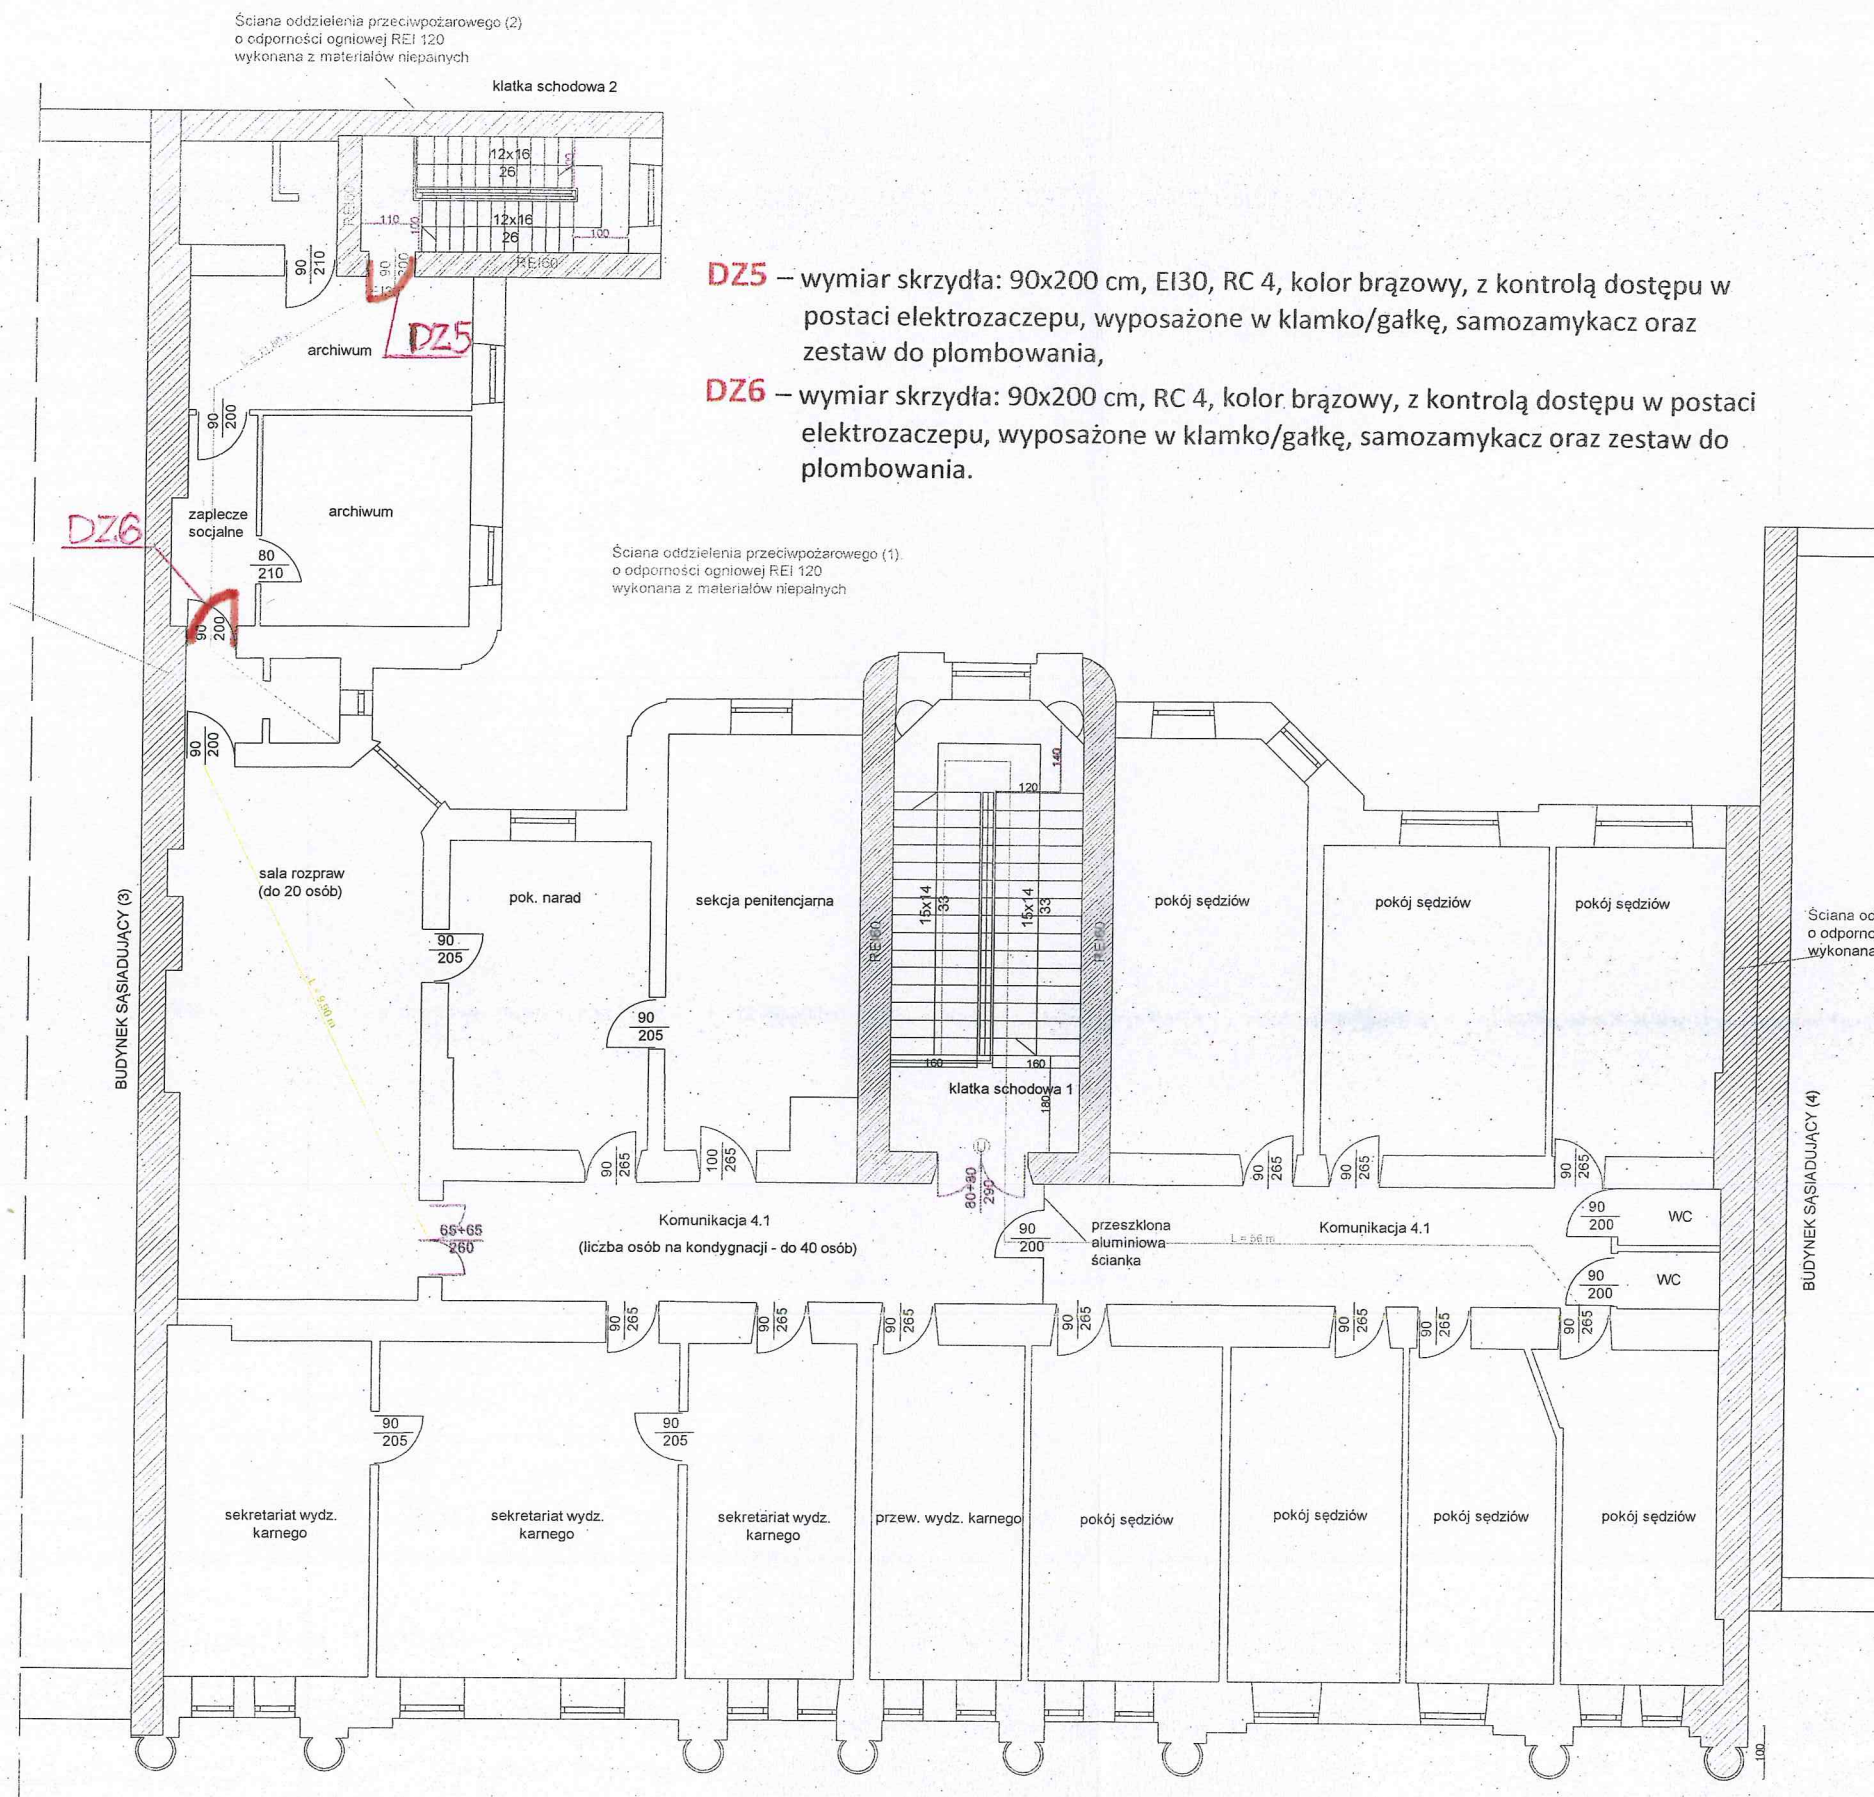 Ściana oddzielenia przeciwpożarowego (2)
o odporności ogniowej REI 120
wykonana z materiałów niepalnych
klatka schodowa 2
12x16
26
100
REI60
110
100
12x16
26
100
REI60
90
210
90
200
DZ5 – wymiar skrzydła: 90x200 cm, EI30, RC 4, kolor brązowy, z kontrolą dostępu w
postaci elektrozaczepu, wyposażone w klamko/gałkę, samozamykacz oraz
zestaw do plombowania,
DZ6 – wymiar skrzydła: 90x200 cm, RC 4, kolor brązowy, z kontrolą dostępu w postaci
elektrozaczepu, wyposażone w klamko/gałkę, samozamykacz oraz zestaw do
plombowania.
DZ5
archiwum
90
200
zaplecze
socjalne
archiwum
DZ6
80
210
90
200
Ściana oddzielenia przeciwpożarowego (1)
o odporności ogniowej REI 120
wykonana z materiałów niepalnych
90
200
140
120
sala rozpraw
(do 20 osób)
pok. narad
sekcja penitencjarna
15x14
33
15x14
33
REI60
REI60
pokój sędziów
pokój sędziów
pokój sędziów
Ściana od
o odporno
wykonana
BUDYNEK SĄSIADUJĄCY (3)
90
205
L = 9,90 m
90
205
160
160
klatka schodowa 1
180
BUDYNEK SĄSIADUJĄCY (4)
90
265
100
265
80+80
290
90
265
90
265
90
265
65+65
260
Komunikacja 4.1
(liczba osób na kondygnacji - do 40 osób)
90
200
przeszklona
aluminiowa
ścianka
L = 56 m
Komunikacja 4.1
90
200
WC
90
200
WC
90
265
90
265
90
265
90
265
90
265
90
265
90
265
90
205
90
205
sekretariat wydz.
karnego
sekretariat wydz.
karnego
sekretariat wydz.
karnego
przew. wydz. karnego
pokój sędziów
pokój sędziów
pokój sędziów
pokój sędziów
100